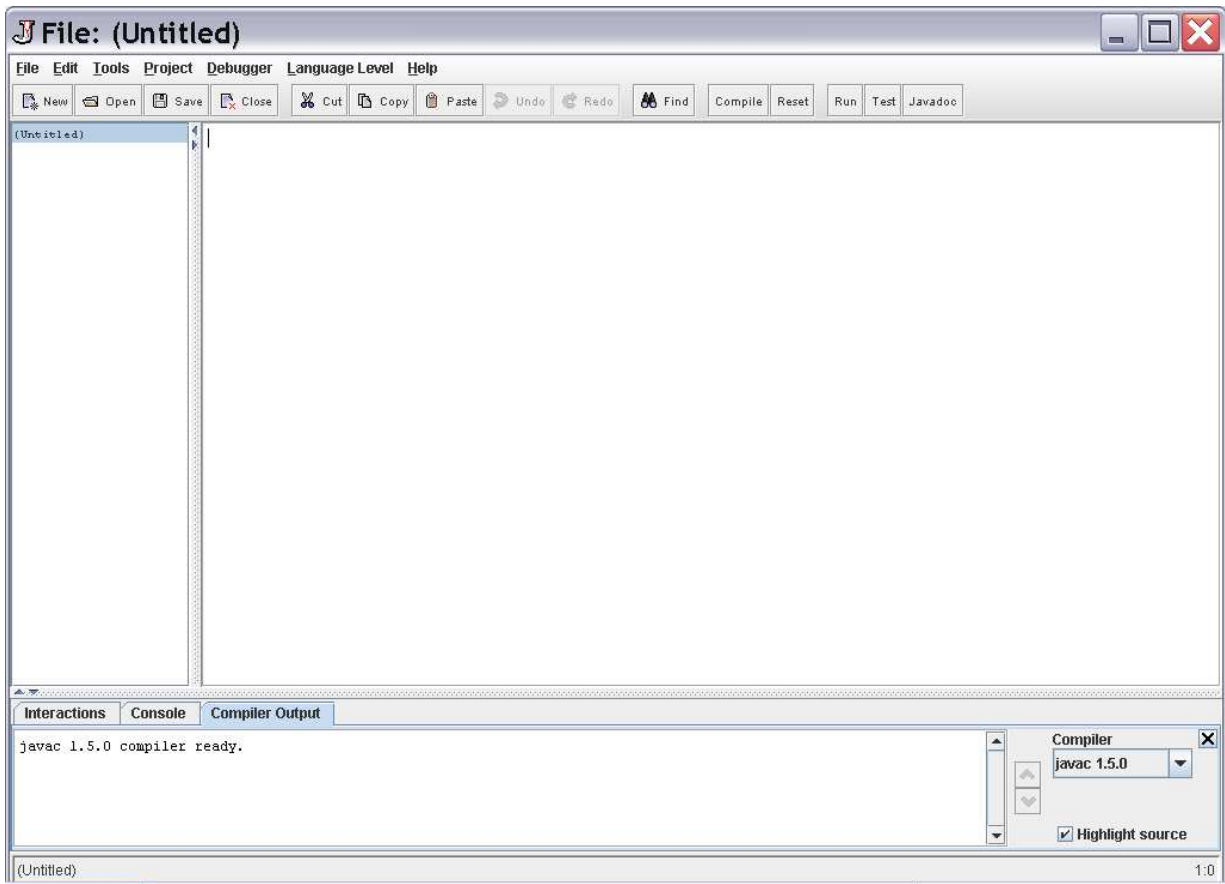 File: (Untitled)
File Edit Tools Project Debugger Language Level Help
New Open Save Close Cut Copy Paste Undo Redo Find Compile Reset Run Test Javadoc
(Untitled)
Interactions Console Compiler Output
javac 1.5.0 compiler ready.
Compiler
javac 1.5.0
Highlight source
(Untitled) 1:0